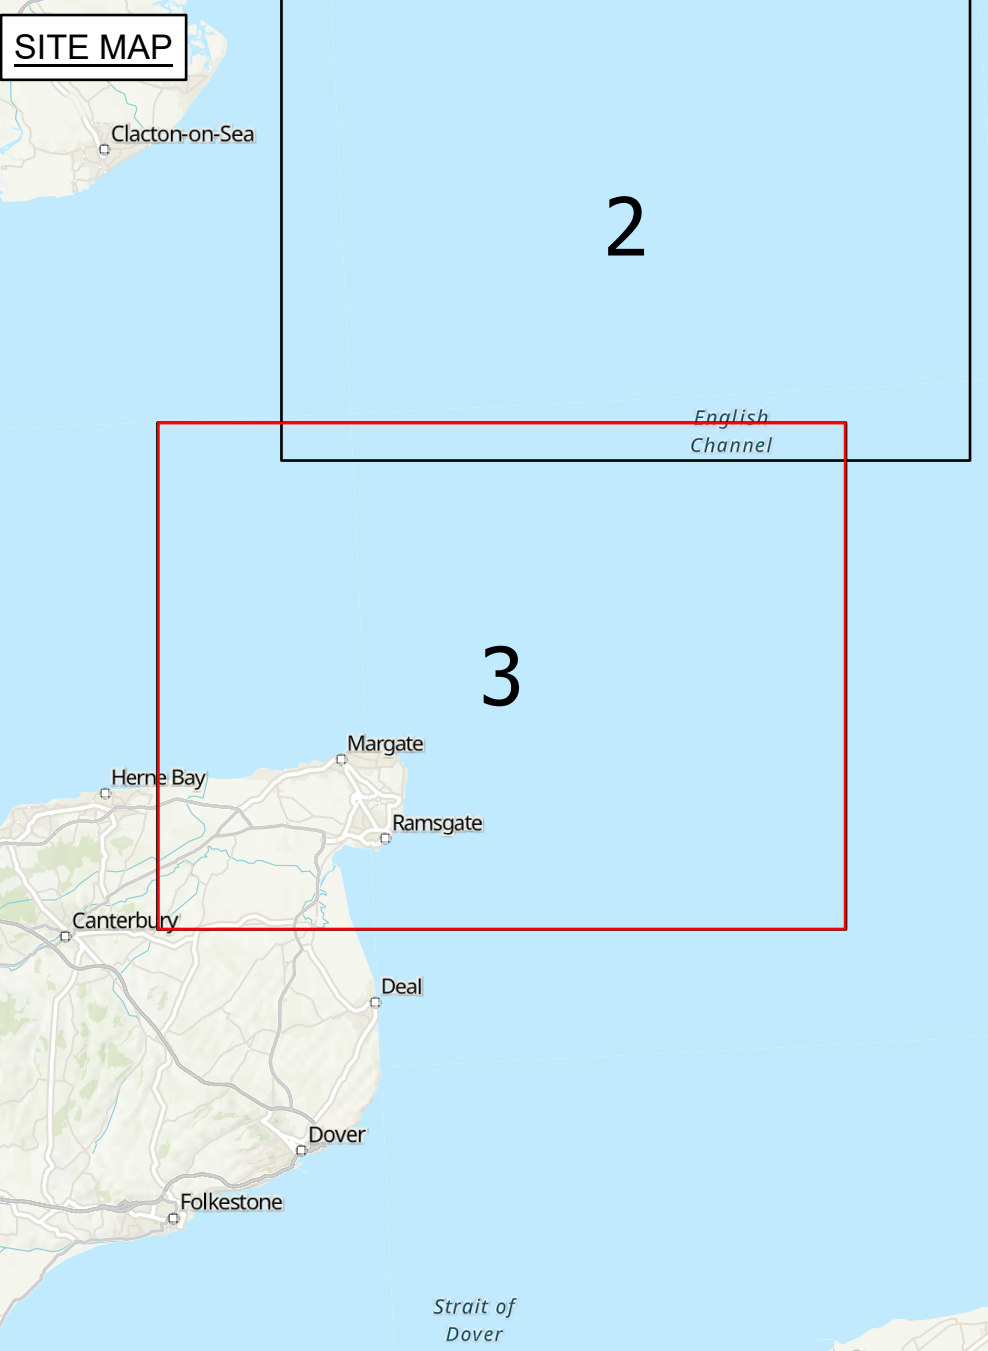 SITE MAP
Clacton-on-Sea
2
English
Channel
3
Margate
Herne Bay
Ramsgate
Canterbury
Deal
Dover
Folkestone
Strait of
Dover